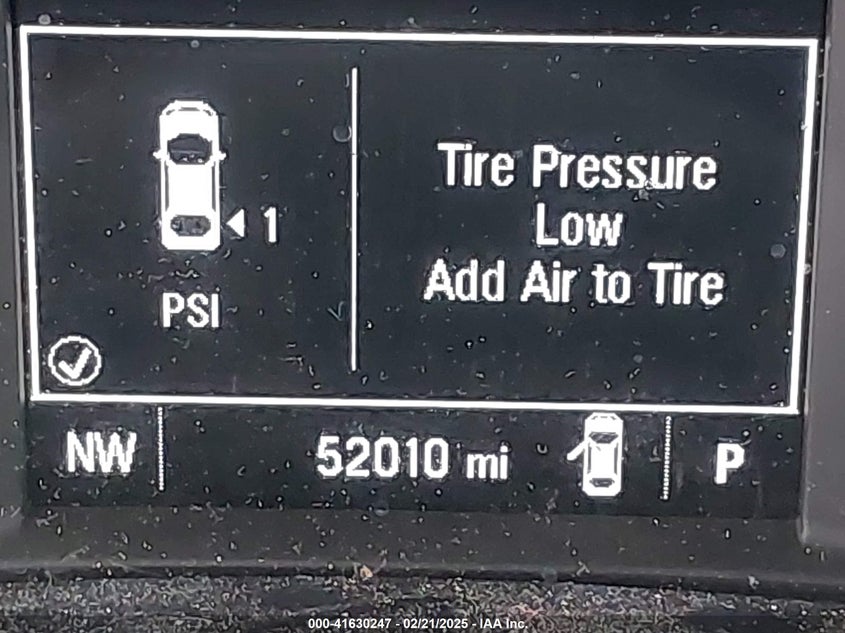 1
PSI
Tire Pressure
Low
Add Air to Tire
NW
52010 mi
P
000-41630247 - 02/21/2025 - IAA Inc.